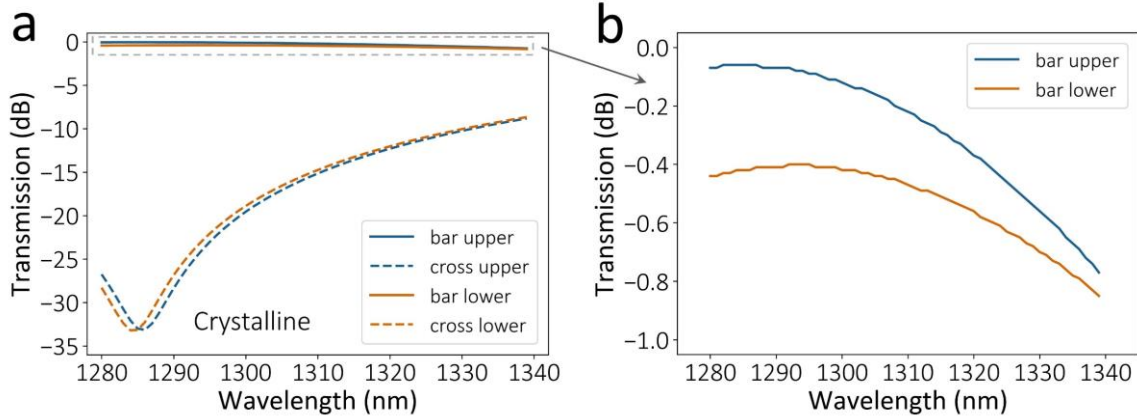 a
0
−5
−10
−15
−20
−25
−30
−35
Transmission (dB)
bar upper
cross upper
bar lower
cross lower
Crystalline
1280 1290 1300 1310 1320 1330 1340
Wavelength (nm)
b
0.0
−0.2
−0.4
−0.6
−0.8
−1.0
Transmission (dB)
bar upper
bar lower
1280 1290 1300 1310 1320 1330 1340
Wavelength (nm)